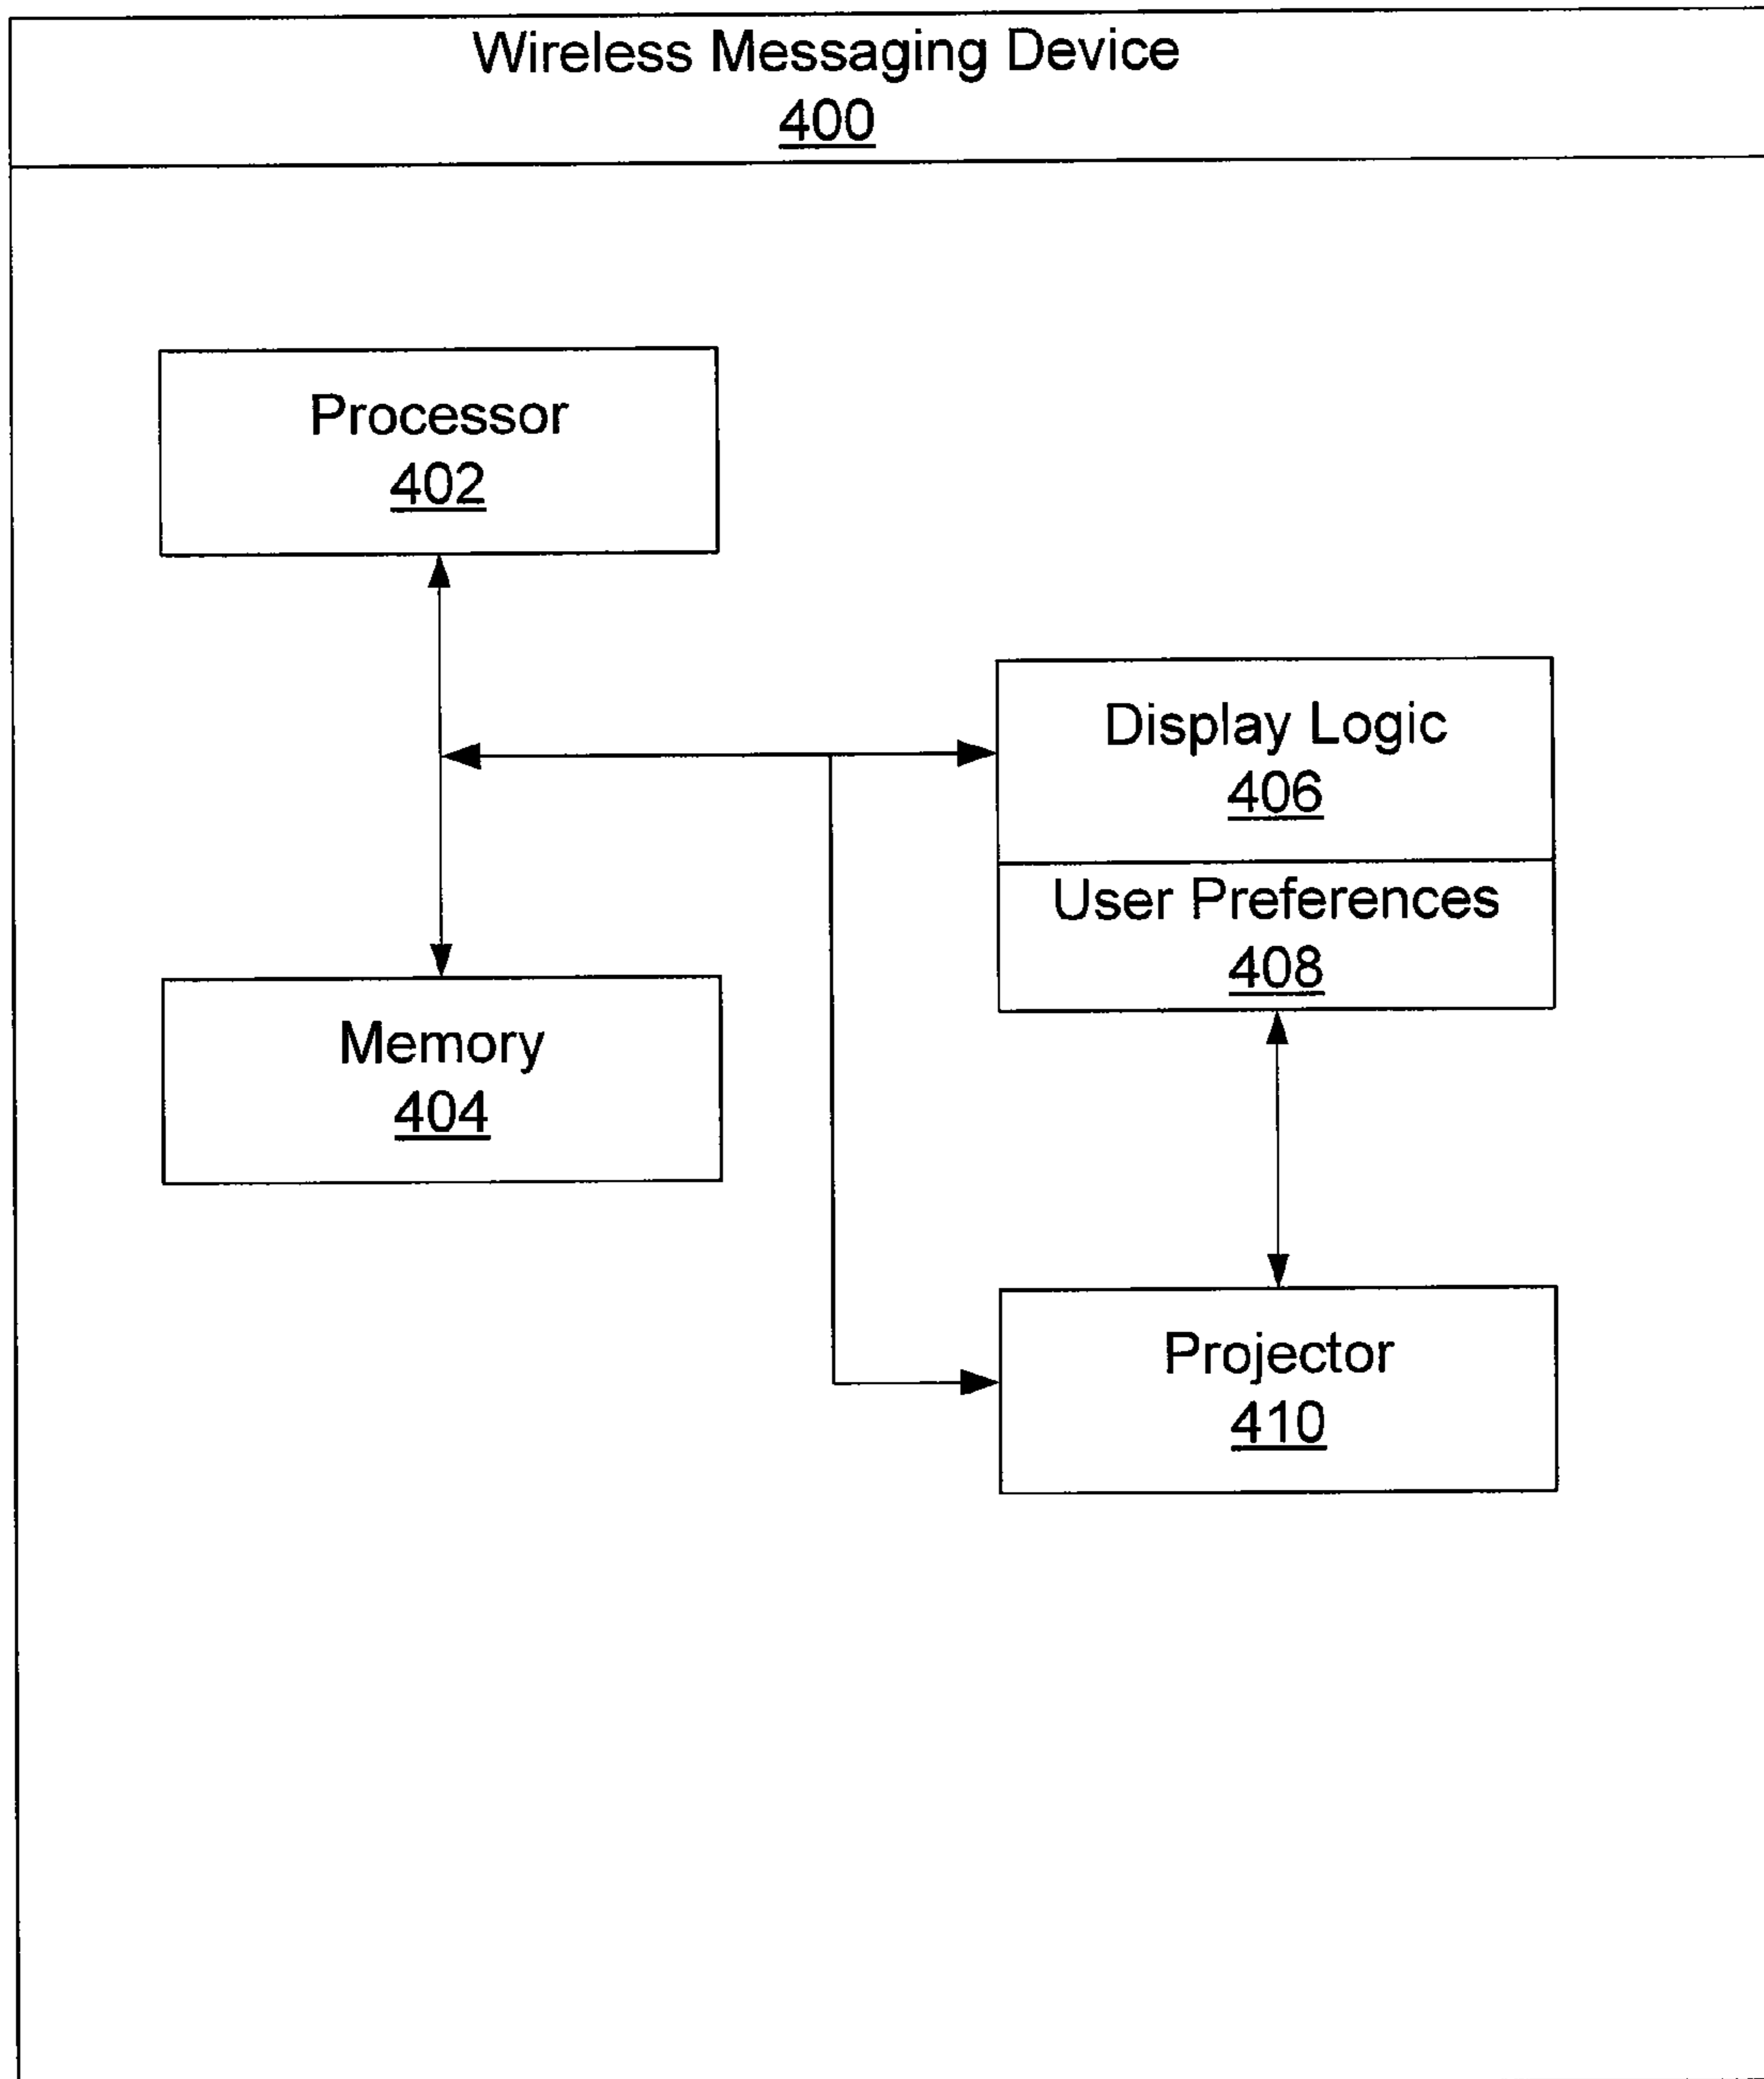 Wireless Messaging Device
400
Processor
402
Display Logic
406
User Preferences
408
Memory
404
Projector
410